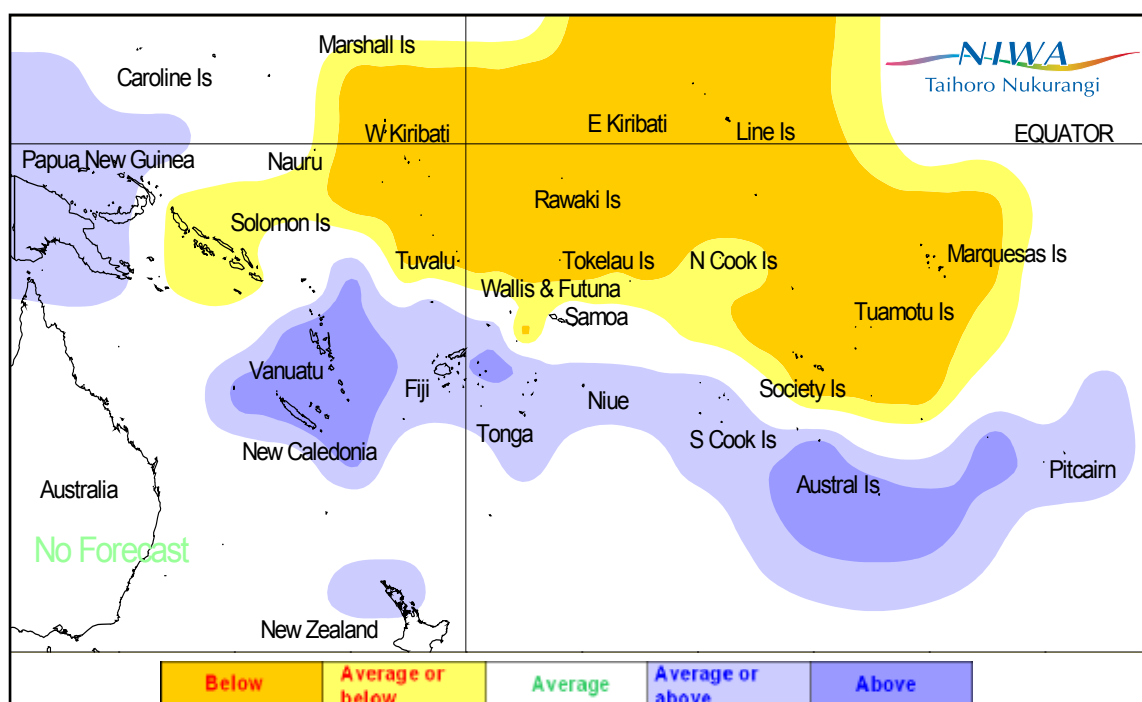 Marshall Is
NIWA
Caroline Is
Taihoro Nukurangi
W Kiribati
E Kiribati
Line Is
EQUATOR
Papua New Guinea
Nauru
Rawaki Is
Solomon Is
Tuvalu
Tokelau Is
N Cook Is
Marquesas Is
Wallis & Futuna
Samoa
Tuamotu Is
Vanuatu
Fiji
Society Is
Niue
New Caledonia
Tonga
S Cook Is
Pitcairn
Australia
Austral Is
No Forecast
New Zealand
Below
Average or
below
Average
Average or
above
Above